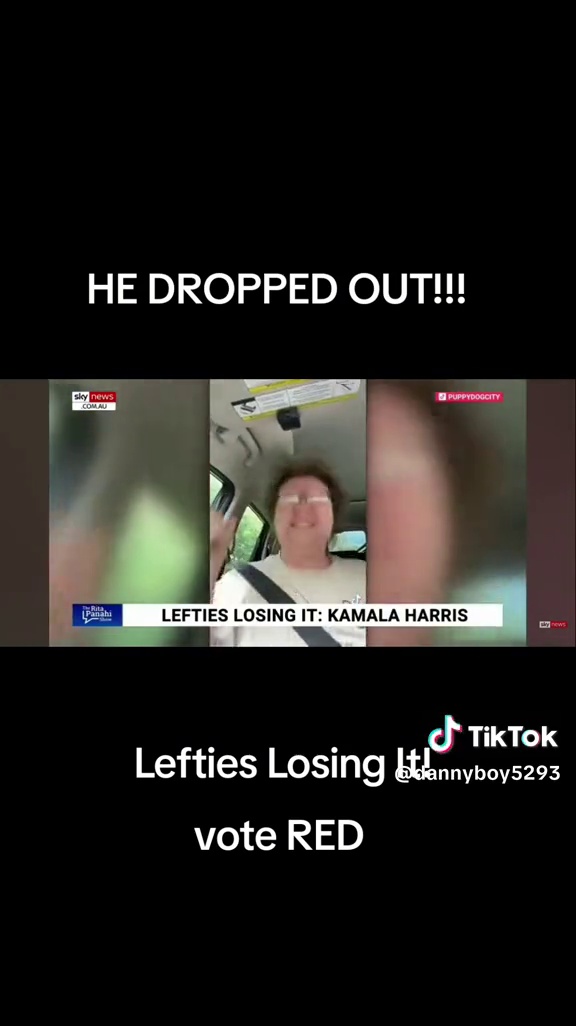 HE DROPPED OUT!!!
sky news
.COM.AU
PUPPYDOGCITY
The Rita Panahi Show
LEFTIES LOSING IT: KAMALA HARRIS
sky news
TikTok
Lefties Losing It!
@dannyboy5293
vote RED